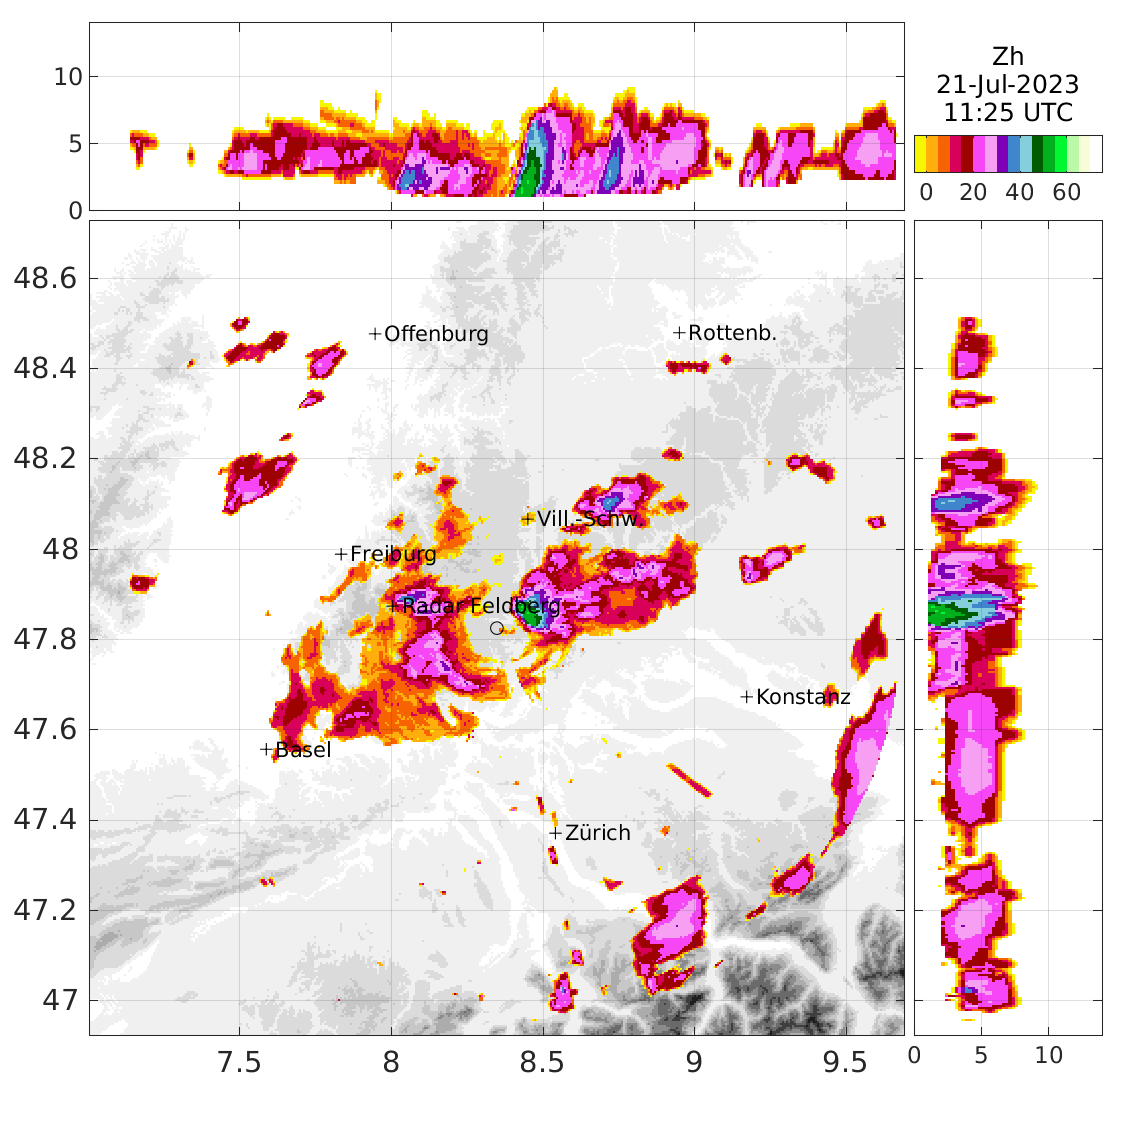 10
5
0
Zh
21-Jul-2023
11:25 UTC
0 20 40 60
48.6
48.4
48.2
48
47.8
47.6
47.4
47.2
47
Offenburg
Rottenb.
Vill.-Schw.
Freiburg
Radar Feldberg
Konstanz
Basel
Zürich
7.5 8 8.5 9 9.5
0 5 10